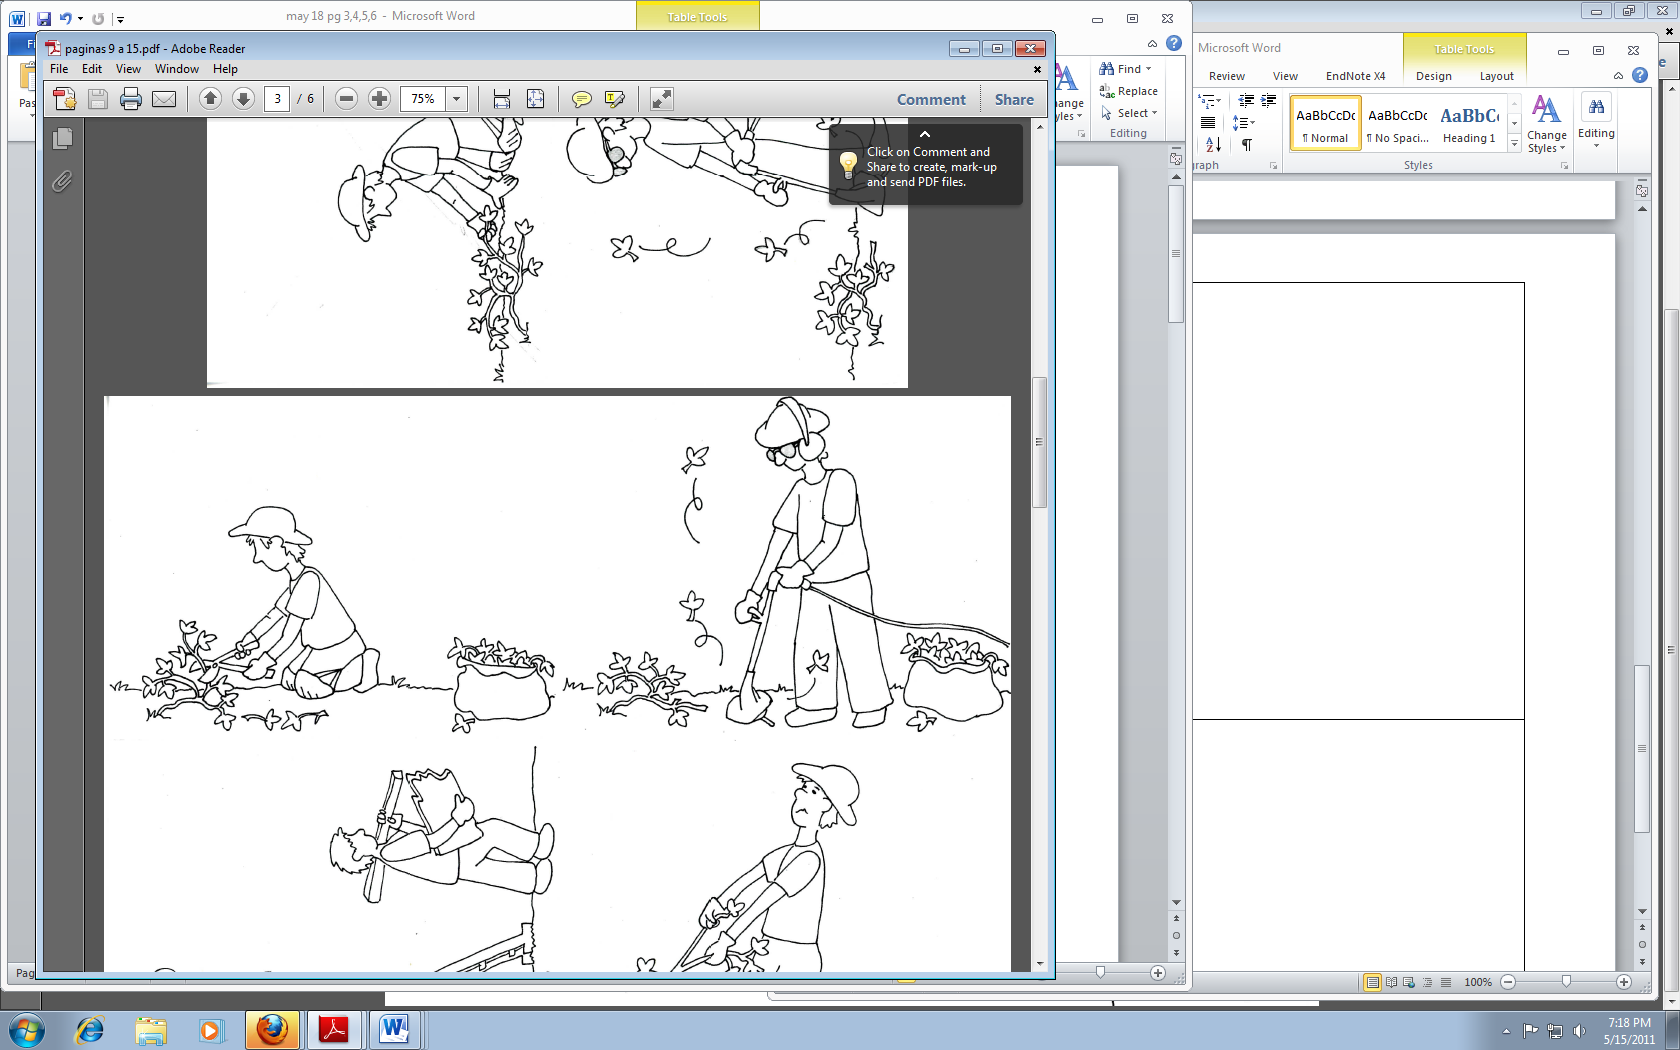 may 18 pg 3,4,5,6 - Microsoft Word
Table Tools
paginas 9 a 15.pdf - Adobe Reader
File Edit View Window Help
3 / 6
75%
Comment
Share
Click on Comment and
Share to create, mark-up
and send PDF files.
Find
Replace
Select
Editing
Microsoft Word
Table Tools
Review View EndNote X4 Design Layout
AaBbCcDc AaBbCcDc AaBbCc
¶ Normal ¶ No Spaci... Heading 1
Change
Styles
Editing
Styles
100%
7:18 PM
5/15/2011